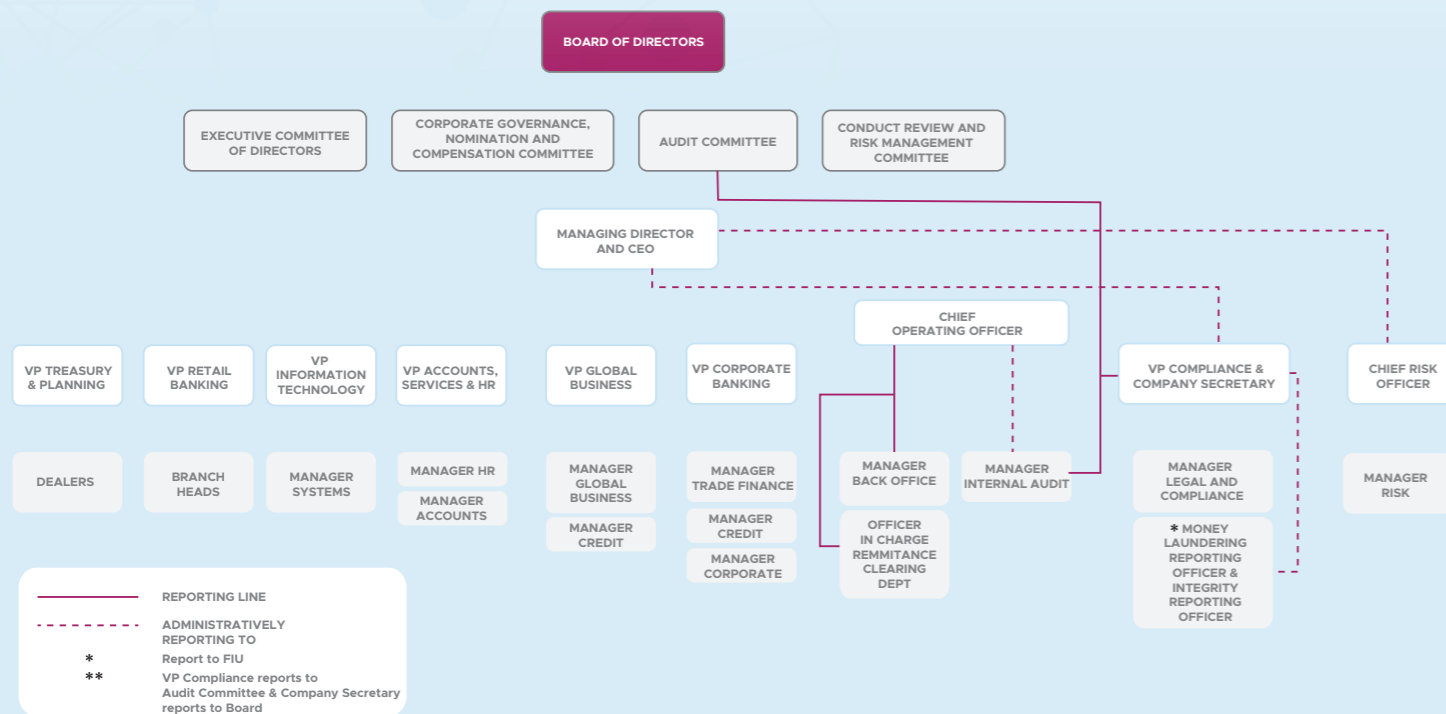 BOARD OF DIRECTORS
EXECUTIVE COMMITTEE
OF DIRECTORS
CORPORATE GOVERNANCE,
NOMINATION AND
COMPENSATION COMMITTEE
AUDIT COMMITTEE
CONDUCT REVIEW AND
RISK MANAGEMENT
COMMITTEE
MANAGING DIRECTOR
AND CEO
CHIEF
OPERATING OFFICER
VP TREASURY
& PLANNING
VP RETAIL
BANKING
VP
INFORMATION
TECHNOLOGY
VP ACCOUNTS,
SERVICES & HR
VP GLOBAL
BUSINESS
VP CORPORATE
BANKING
VP COMPLIANCE &
COMPANY SECRETARY
CHIEF RISK
OFFICER
DEALERS
BRANCH
HEADS
MANAGER
SYSTEMS
MANAGER HR
MANAGER
ACCOUNTS
MANAGER
GLOBAL
BUSINESS
MANAGER
CREDIT
MANAGER
TRADE FINANCE
MANAGER
CREDIT
MANAGER
CORPORATE
MANAGER
BACK OFFICE
OFFICER
IN CHARGE
REMMITANCE
CLEARING
DEPT
MANAGER
INTERNAL AUDIT
MANAGER
LEGAL AND
COMPLIANCE
* MONEY
LAUNDERING
REPORTING
OFFICER &
INTEGRITY
REPORTING
OFFICER
MANAGER
RISK
REPORTING LINE
ADMINISTRATIVELY
REPORTING TO
* Report to FIU
** VP Compliance reports to
Audit Committee & Company Secretary
reports to Board